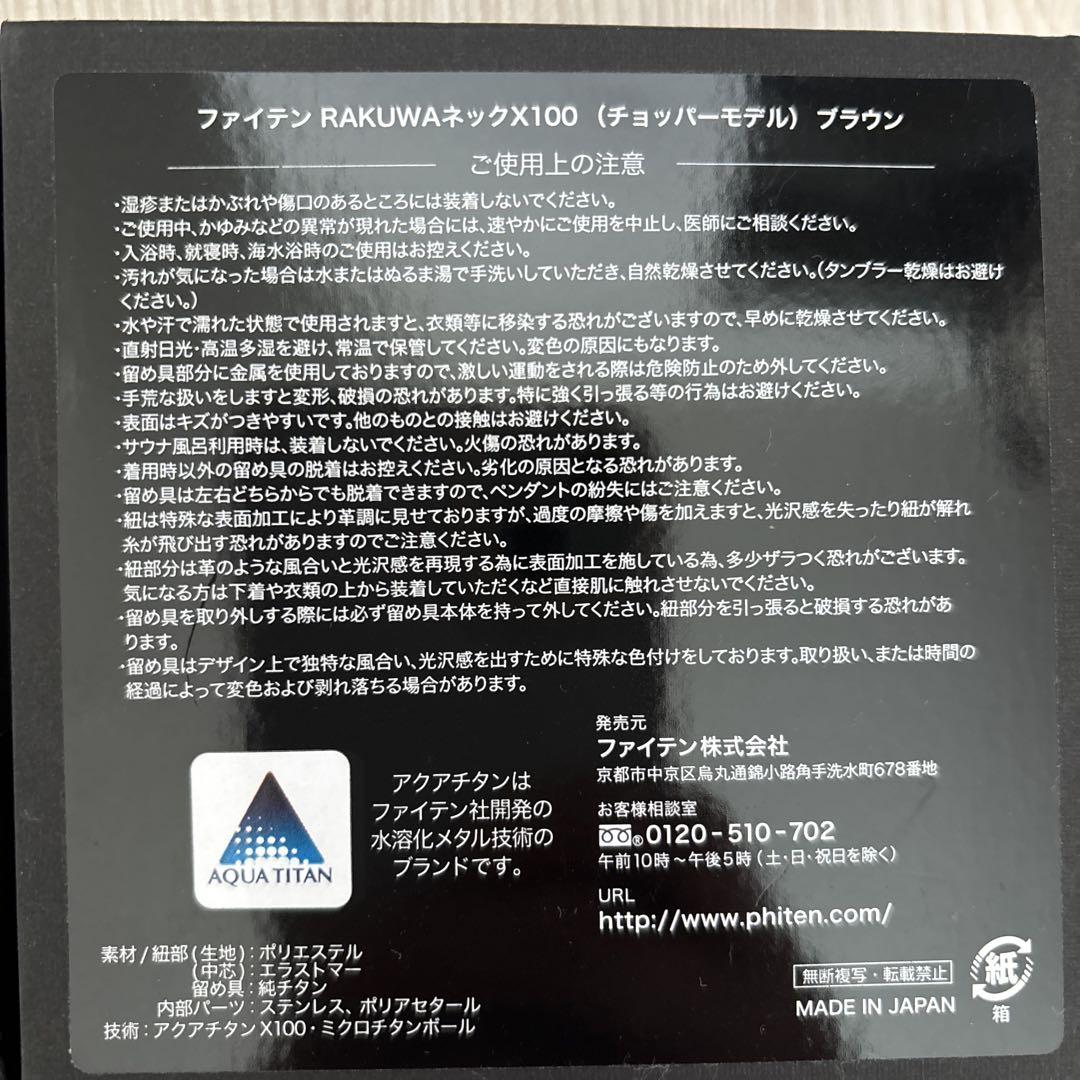 ファイテン RAKUWAネックX100 （チョッパーモデル） ブラウン
ご使用上の注意
・湿疹またはかぶれや傷口のあるところには装着しないでください。
・ご使用中、かゆみなどの異常が現れた場合には、速やかにご使用を中止し、医師にご相談ください。
・入浴時、就寝時、海水浴時のご使用はお控えください。
・汚れが気になった場合は水またはぬるま湯で手洗いしていただき、自然乾燥させてください。（タンブラー乾燥はお避け
ください。）
・水や汗で濡れた状態で使用されますと、衣類等に移染する恐れがございますので、早めに乾燥させてください。
・直射日光・高温多湿を避け、常温で保管してください。変色の原因にもなります。
・留め具部分に金属を使用しておりますので、激しい運動をされる際は危険防止のため外してください。
・手荒な扱いをしますと変形、破損の恐れがあります。特に強く引っ張る等の行為はお避けください。
・表面はキズがつきやすいです。他のものとの接触はお避けください。
・サウナ風呂利用時は、装着しないでください。火傷の恐れがあります。
・着用時以外の留め具の脱着はお控えください。劣化の原因となる恐れがあります。
・留め具は左右どちらからでも脱着できますので、ペンダントの紛失にはご注意ください。
・紐は特殊な表面加工により革調に見せておりますが、過度の摩擦や傷を加えますと、光沢感を失ったり紐が解れ
糸が飛び出す恐れがありますのでご注意ください。
・紐部分は革のような風合いと光沢感を再現する為に表面加工を施している為、多少ザラつく恐れがございます。
気になる方は下着や衣類の上から装着していただくなど直接肌に触れさせないでください。
・留め具を取り外しする際には必ず留め具本体を持って外してください。紐部分を引っ張ると破損する恐れがあ
ります。
・留め具はデザイン上で独特な風合い、光沢感を出すために特殊な色付けをしております。取り扱い、または時間の
経過によって変色および剥れ落ちる場合があります。
発売元
ファイテン株式会社
京都市中京区烏丸通錦小路角手洗水町678番地
お客様相談室
® 0120-510-702
午前10時～午後5時（土・日・祝日を除く）
URL
http://www.phiten.com/
AQUA TITAN
アクアチタンは
ファイテン社開発の
水溶化メタル技術の
ブランドです。
素材/紐部(生地)：ポリエステル
(中芯)：エラストマー
留め具：純チタン
内部パーツ：ステンレス、ポリアセタール
技術：アクアチタンX100・ミクロチタンボール
無断複写・転載禁止
MADE IN JAPAN
紙
箱